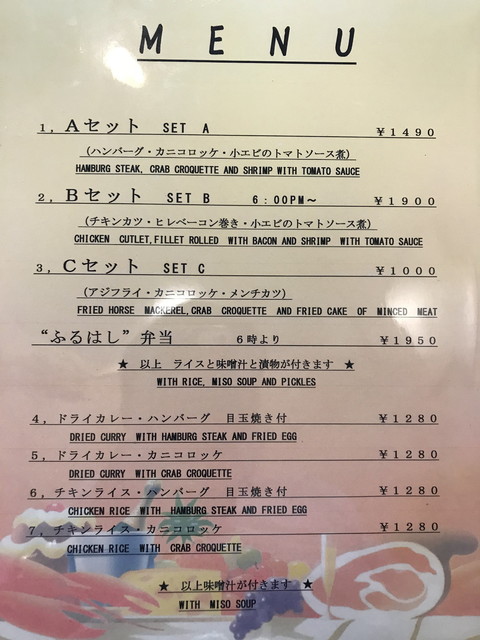 MENU
1, Aセット SET A ￥1490
(ハンバーグ・カニコロッケ・小エビのトマトソース煮)
HAMBURG STEAK, CRAB CROQUETTE AND SHRIMP WITH TOMATO SAUCE
2, Bセット SET B 6:00PM～ ￥1900
(チキンカツ・ヒレベーコン巻き・小エビのトマトソース煮)
CHICKEN CUTLET,FILLET ROLLED WITH BACON AND SHRIMP WITH TOMATO SAUCE
3, Cセット SET C ￥1000
(アジフライ・カニコロッケ・メンチカツ)
FRIED HORSE MACKEREL,CRAB CROQUETTE AND FRIED CAKE OF MINCED MEAT
“ふるはし”弁当 6時より ￥1950
★ 以上 ライスと味噌汁と漬物が付きます ★
WITH RICE, MISO SOUP AND PICKLES
4, ドライカレー・ハンバーグ 目玉焼き付 ￥1280
DRIED CURRY WITH HAMBURG STEAK AND FRIED EGG
5, ドライカレー・カニコロッケ ￥1280
DRIED CURRY WITH CRAB CROQUETTE
6, チキンライス・ハンバーグ 目玉焼き付 ￥1280
CHICKEN RICE WITH HAMBURG STEAK AND FRIED EGG
7, チキンライス・カニコロッケ ￥1280
CHICKEN RICE WITH CRAB CROQUETTE
★ 以上味噌汁が付きます ★
WITH MISO SOUP